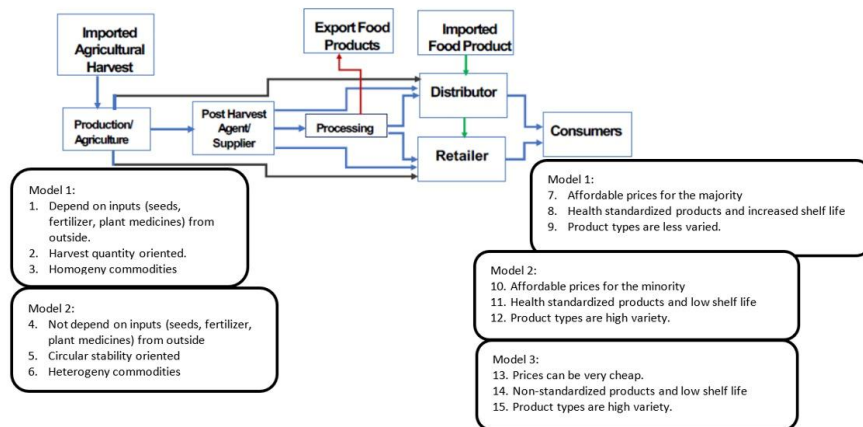 Imported
Agricultural
Harvest
Export Food
Products
Imported
Food Product
Production/
Agriculture
Post Harvest
Agent/
Supplier
Processing
Distributor
Retailer
Consumers
Model 1:
1. Depend on inputs (seeds,
fertilizer, plant medicines) from
outside.
2. Harvest quantity oriented.
3. Homogeny commodities
Model 2:
4. Not depend on inputs (seeds, fertilizer,
plant medicines) from outside
5. Circular stability oriented
6. Heterogeny commodities
Model 1:
7. Affordable prices for the majority
8. Health standardized products and increased shelf life
9. Product types are less varied.
Model 2:
10. Affordable prices for the minority
11. Health standardized products and low shelf life
12. Product types are high variety.
Model 3:
13. Prices can be very cheap.
14. Non-standardized products and low shelf life
15. Product types are high variety.